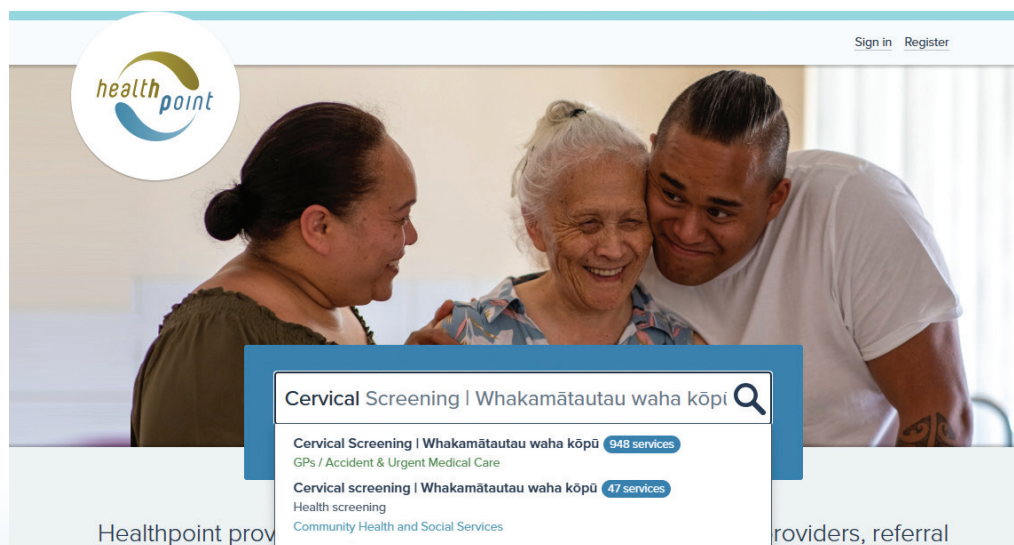 Sign in Register
health
point
Cervical Screening | Whakamātautau waha kōpū
Cervical Screening | Whakamātautau waha kōpū 948 services
GPs / Accident & Urgent Medical Care
Cervical screening | Whakamātautau waha kōpū 47 services
Health screening
Community Health and Social Services
Healthpoint prov roviders, referral